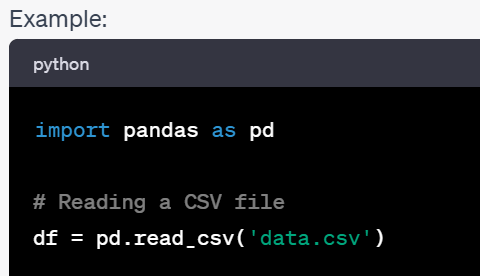 Example:
python
import pandas as pd
# Reading a CSV file
df = pd.read_csv('data.csv')